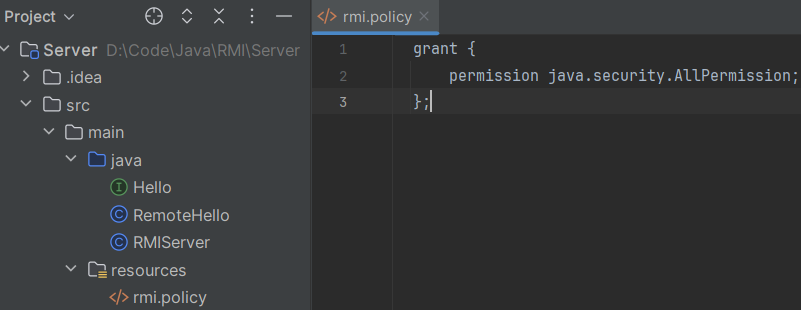 Project
rmi.policy
Server D:\Code\Java\RMI\Server
.idea
src
main
java
Hello
RemoteHello
RMIServer
resources
rmi.policy
1 grant {
2 permission java.security.AllPermission;
3 };